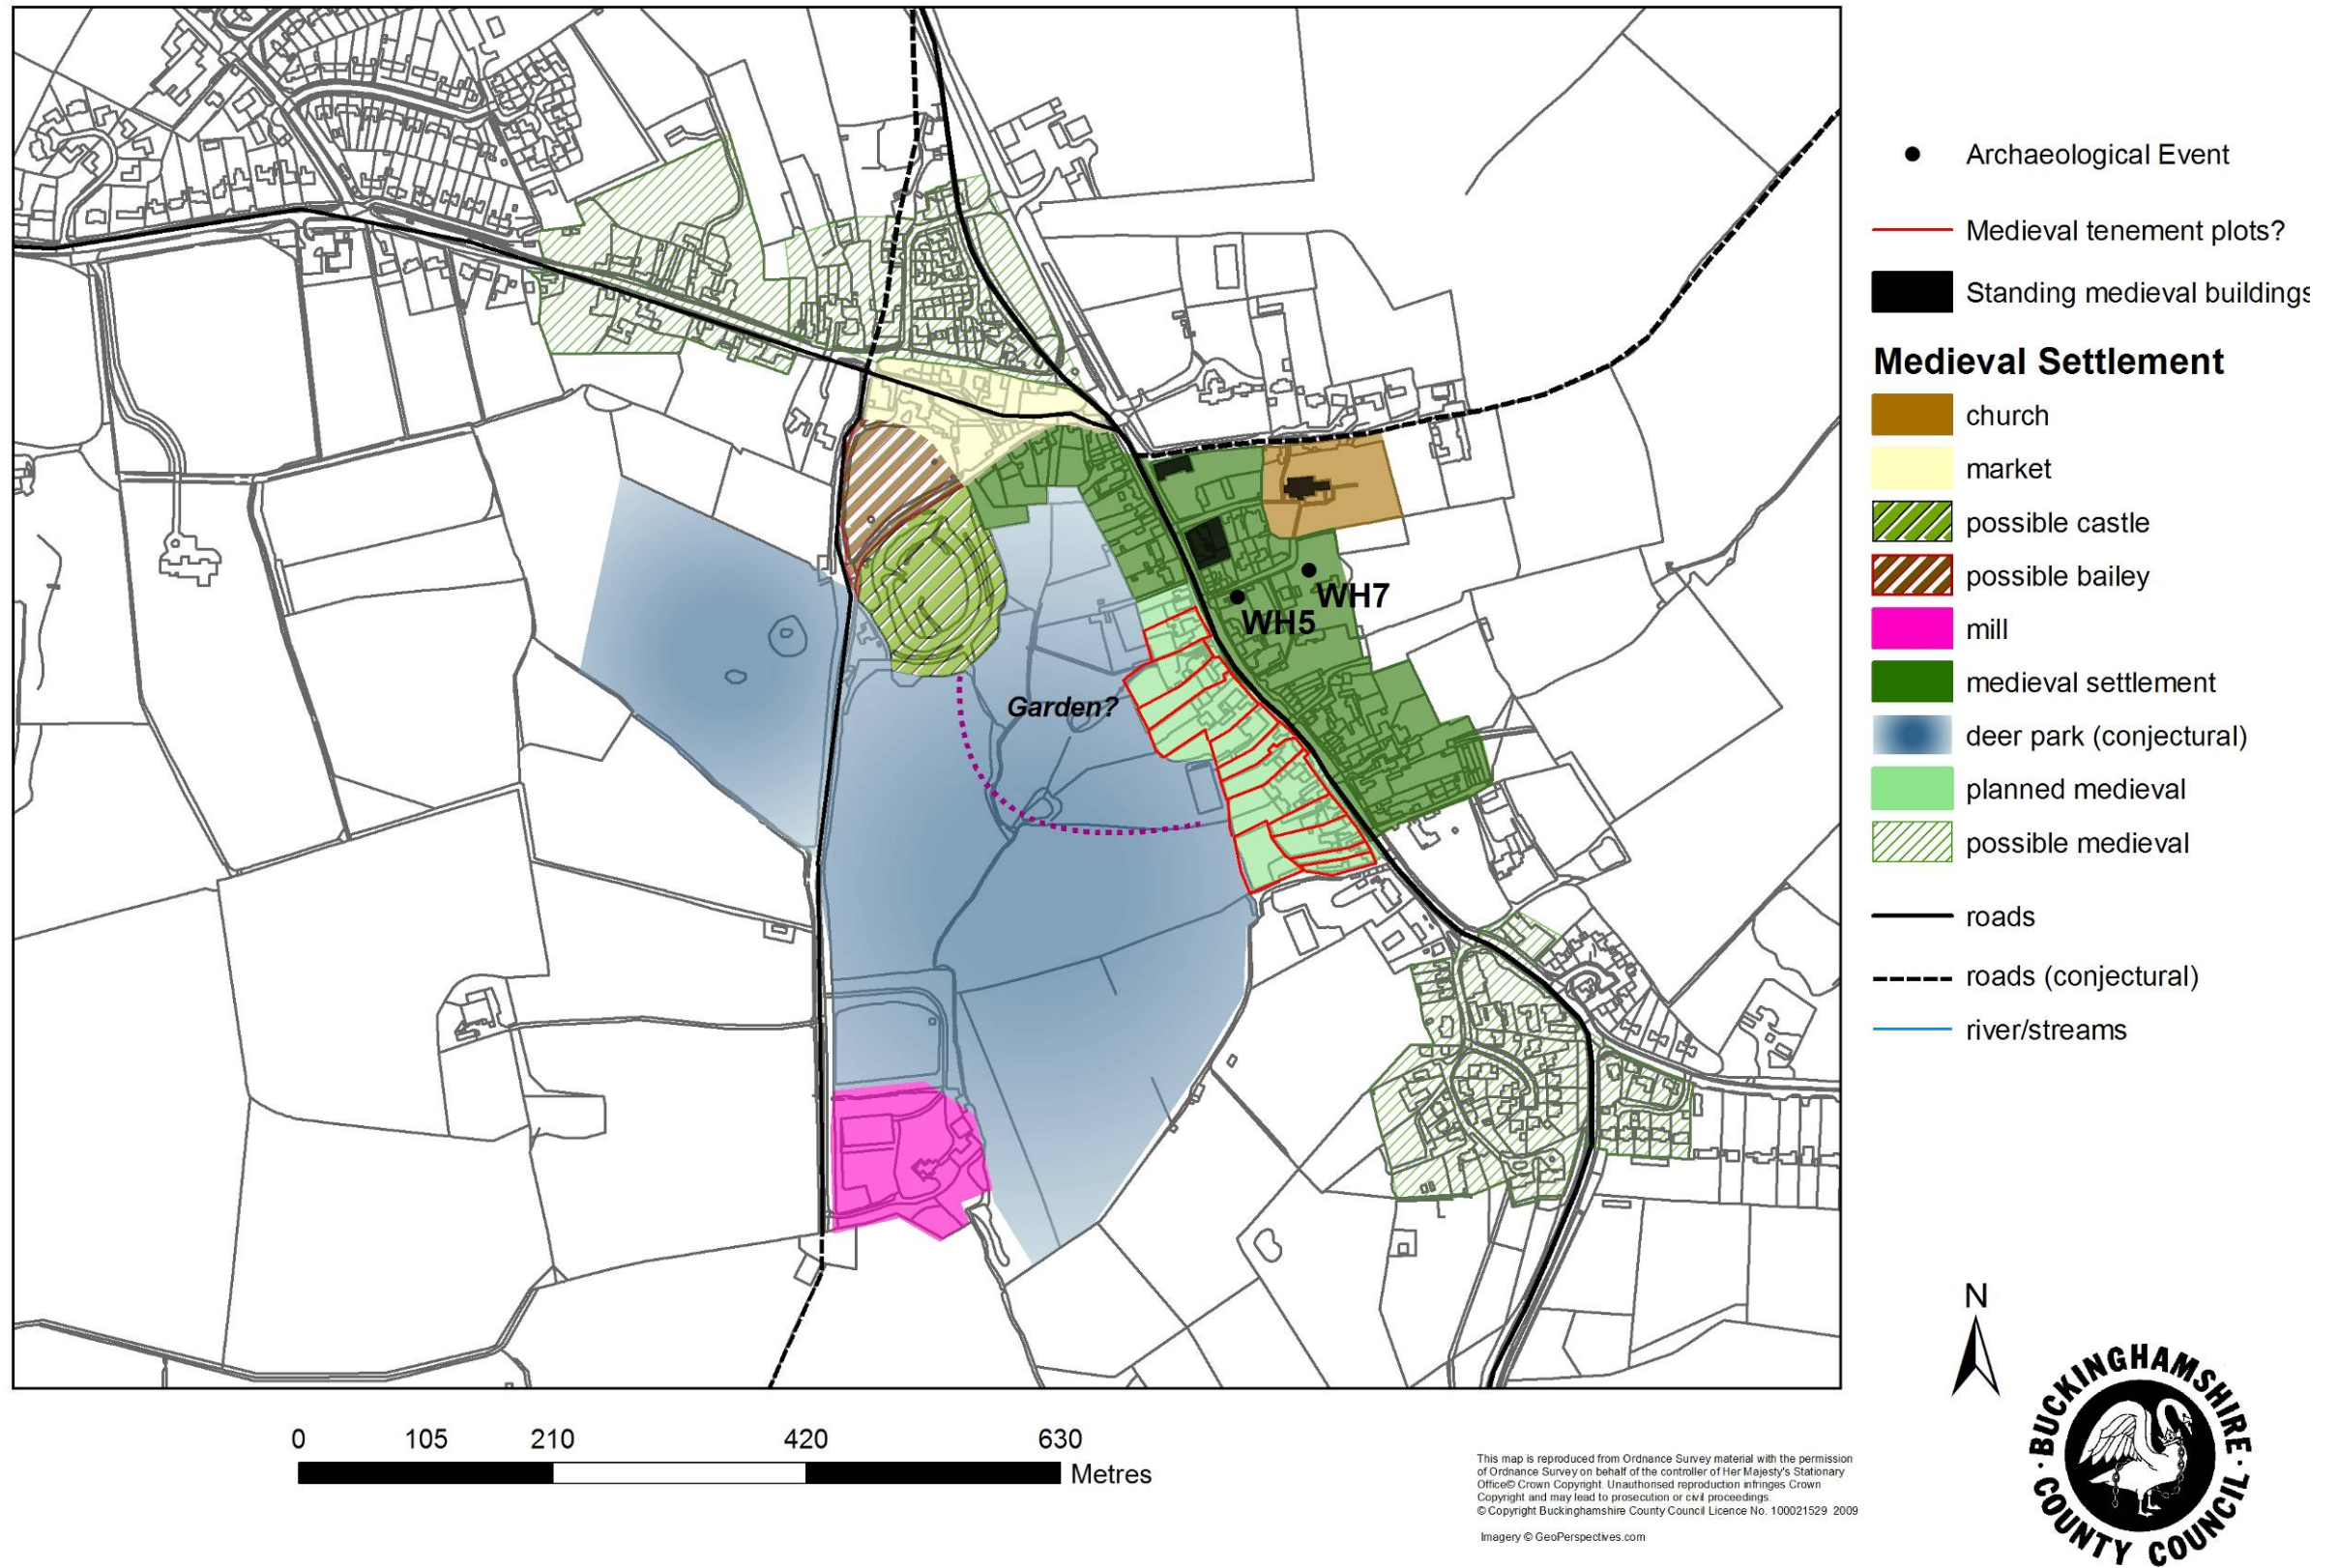 WH7
WH5
Garden?
Archaeological Event
Medieval tenement plots?
Standing medieval buildings
Medieval Settlement
church
market
possible castle
possible bailey
mill
medieval settlement
deer park (conjectural)
planned medieval
possible medieval
roads
roads (conjectural)
river/streams
N
0 105 210 420 630
Metres
This map is reproduced from Ordnance Survey material with the permission
of Ordnance Survey on behalf of the controller of Her Majesty's Stationary
Office© Crown Copyright. Unauthorised reproduction infringes Crown
Copyright and may lead to prosecution or civil proceedings.
© Copyright Buckinghamshire County Council Licence No. 100021529 2009
Imagery © GeoPerspectives.com
·BUCKINGHAMSHIRE·
COUNTY COUNCIL